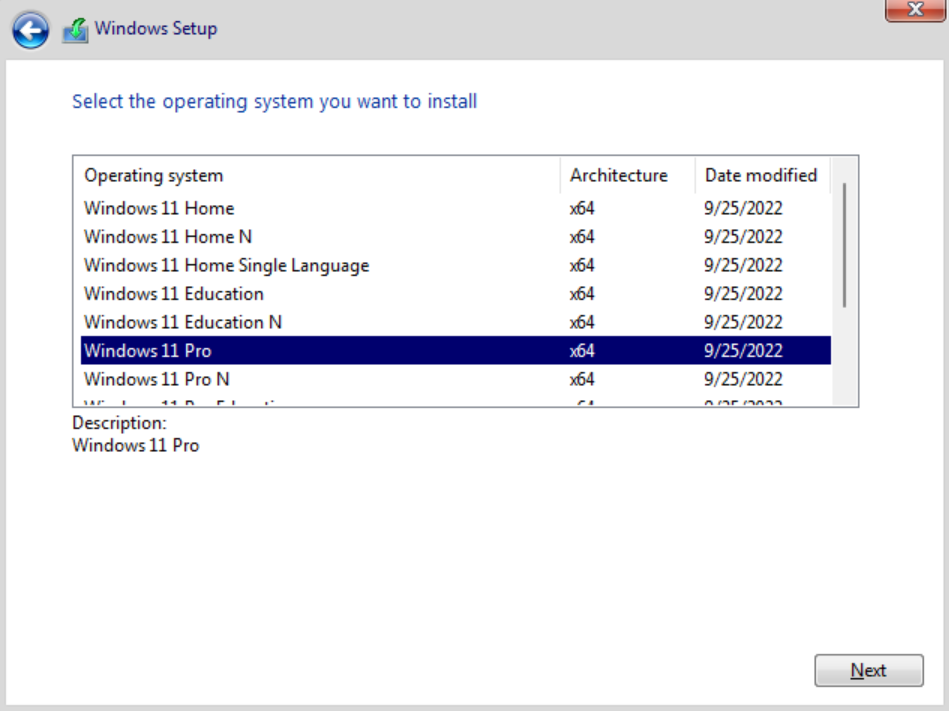 Windows Setup
Select the operating system you want to install
Operating system Architecture Date modified
Windows 11 Home x64 9/25/2022
Windows 11 Home N x64 9/25/2022
Windows 11 Home Single Language x64 9/25/2022
Windows 11 Education x64 9/25/2022
Windows 11 Education N x64 9/25/2022
Windows 11 Pro x64 9/25/2022
Windows 11 Pro N x64 9/25/2022
Description:
Windows 11 Pro
Next